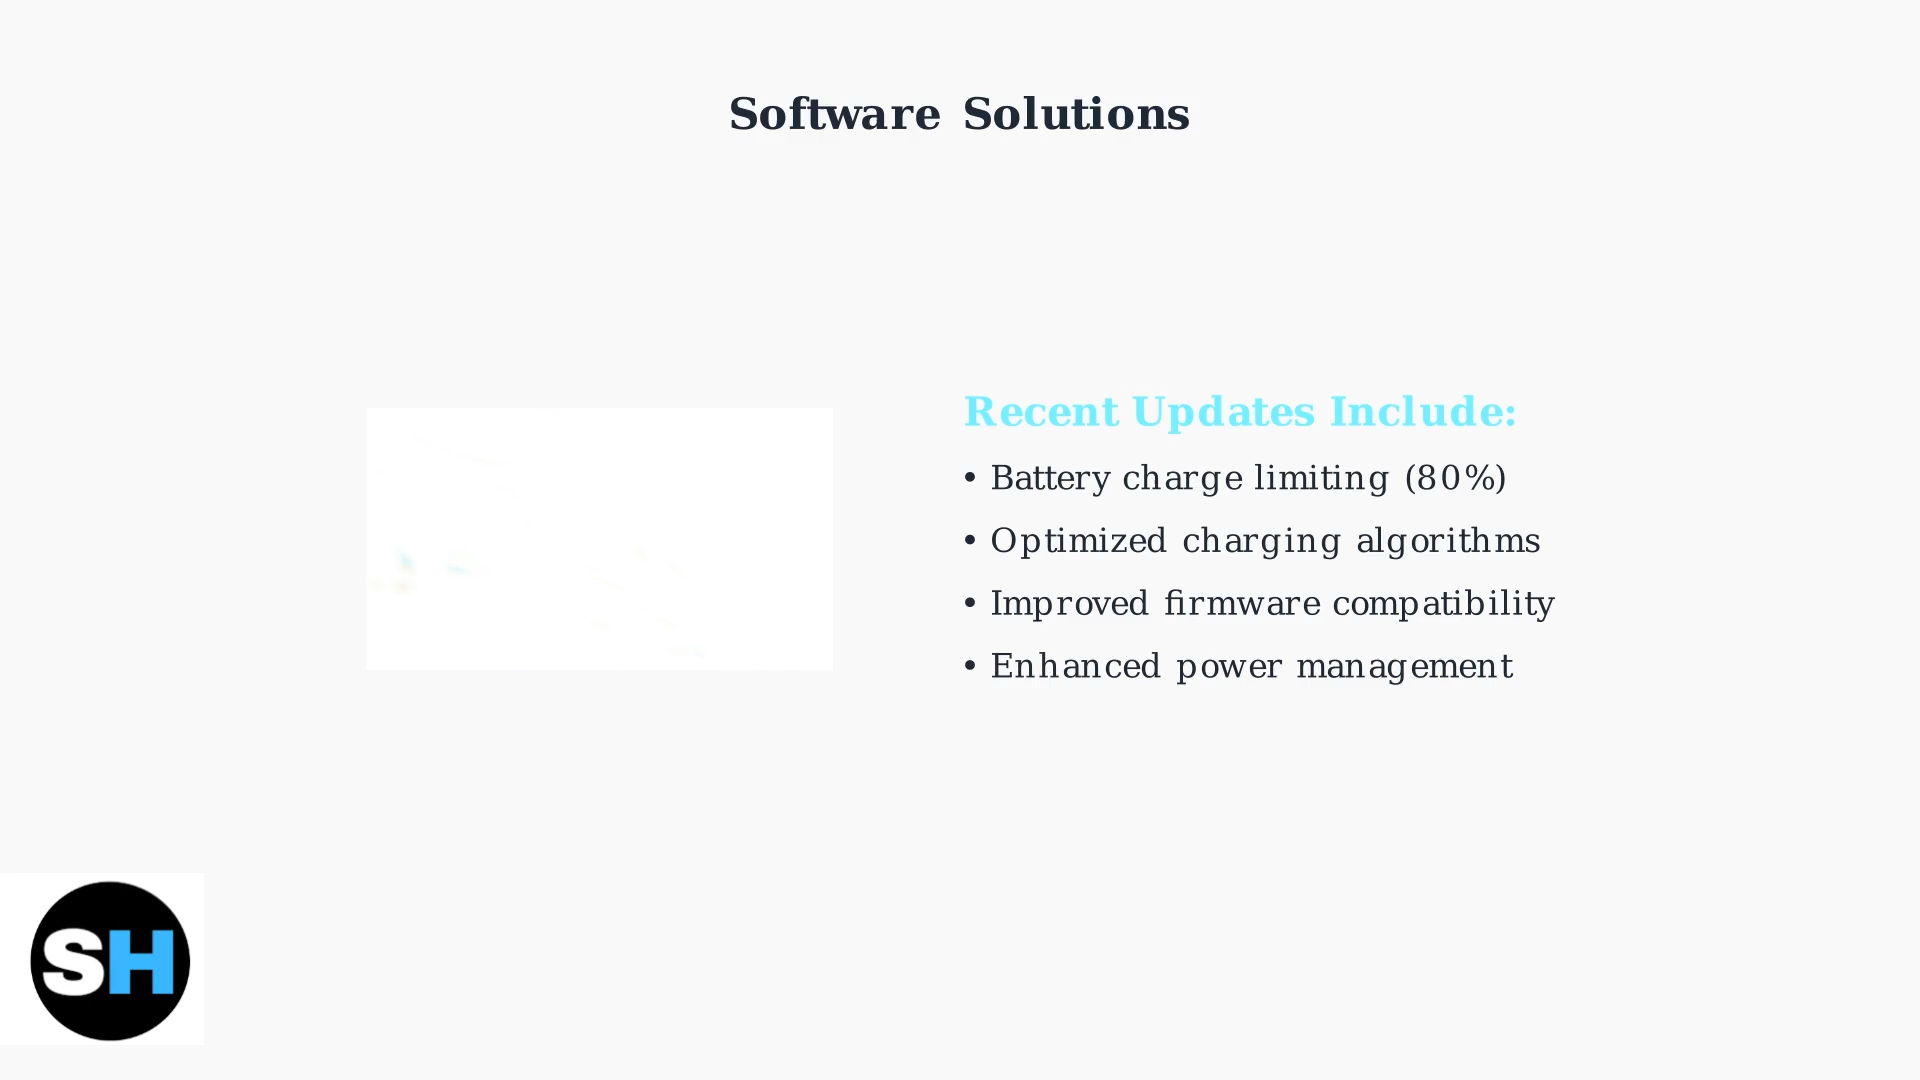 Software Solutions
Recent Updates Include:
• Battery charge limiting (80%)
• Optimized charging algorithms
• Improved firmware compatibility
• Enhanced power management
SH